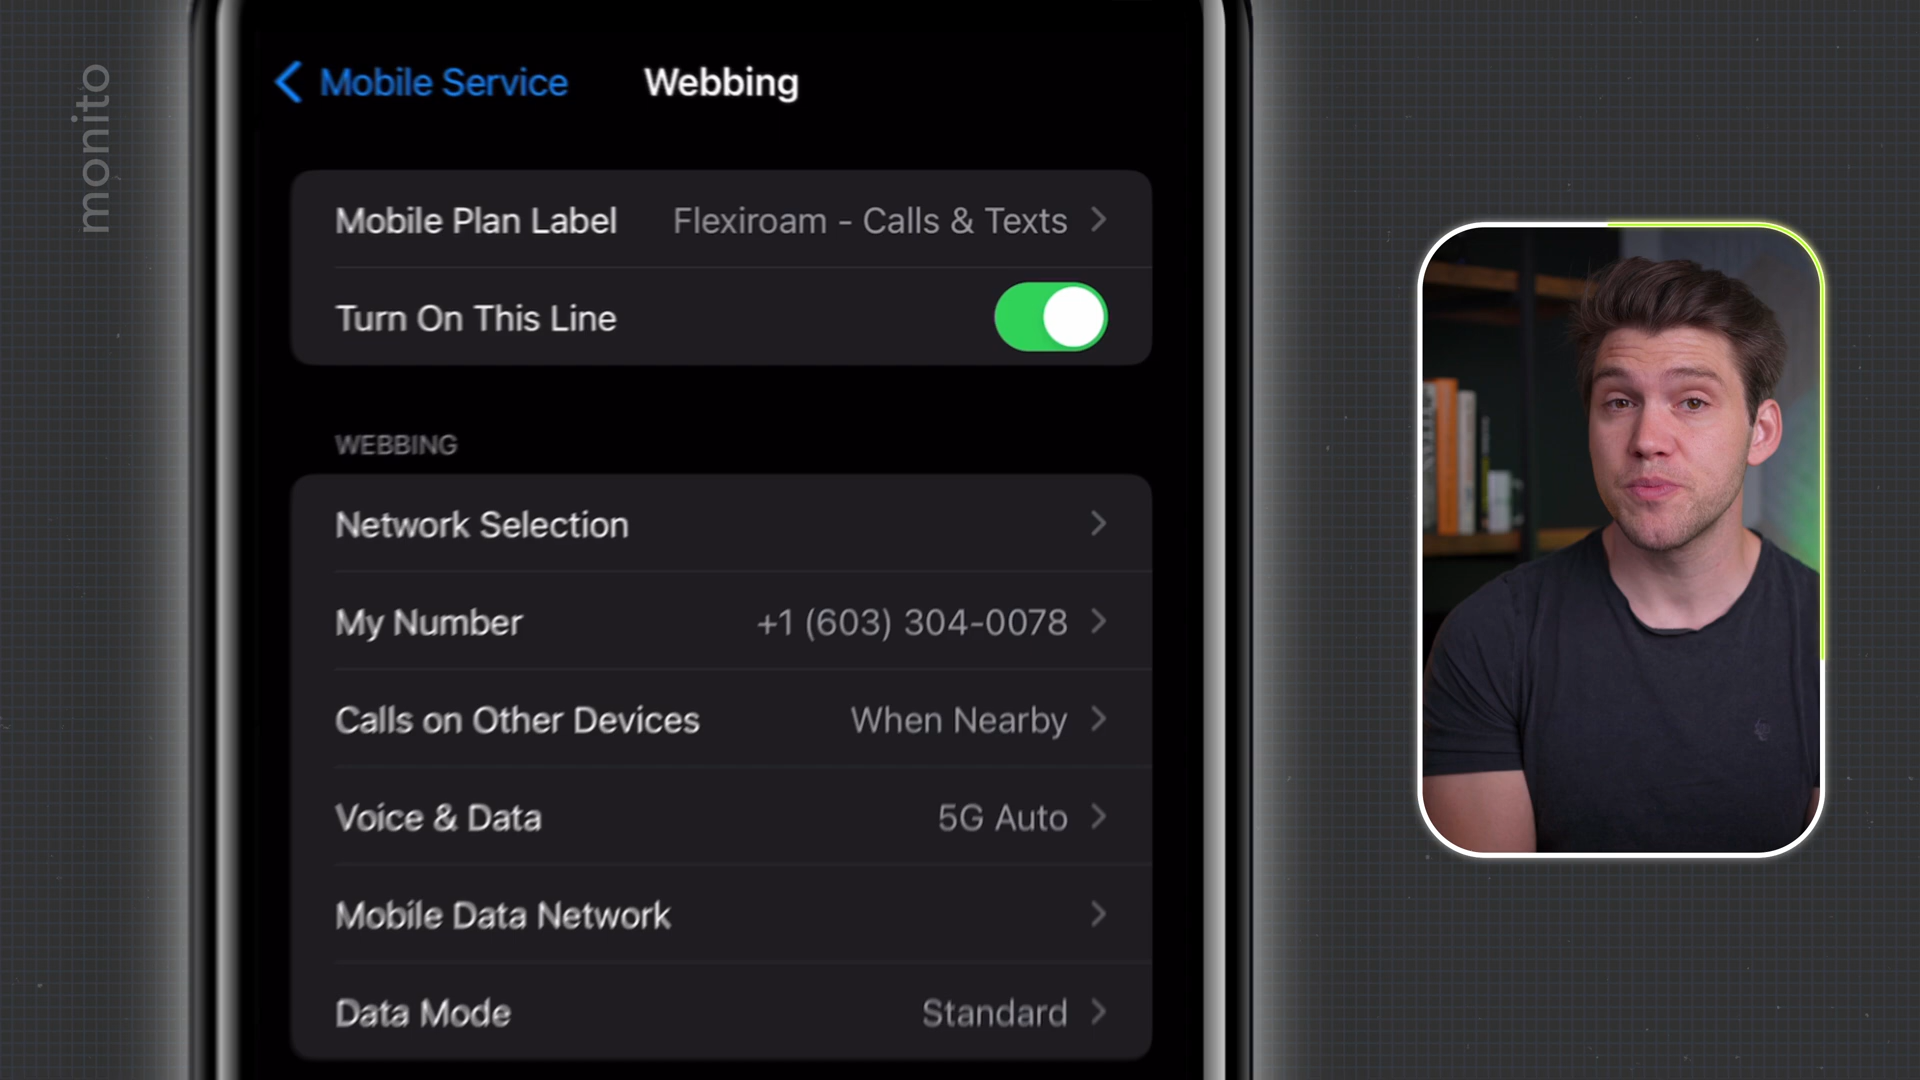 monito
Mobile Service
Webbing
Mobile Plan Label Flexiroam - Calls & Texts
Turn On This Line
WEBBING
Network Selection
My Number +1 (603) 304-0078
Calls on Other Devices When Nearby
Voice & Data 5G Auto
Mobile Data Network
Data Mode Standard